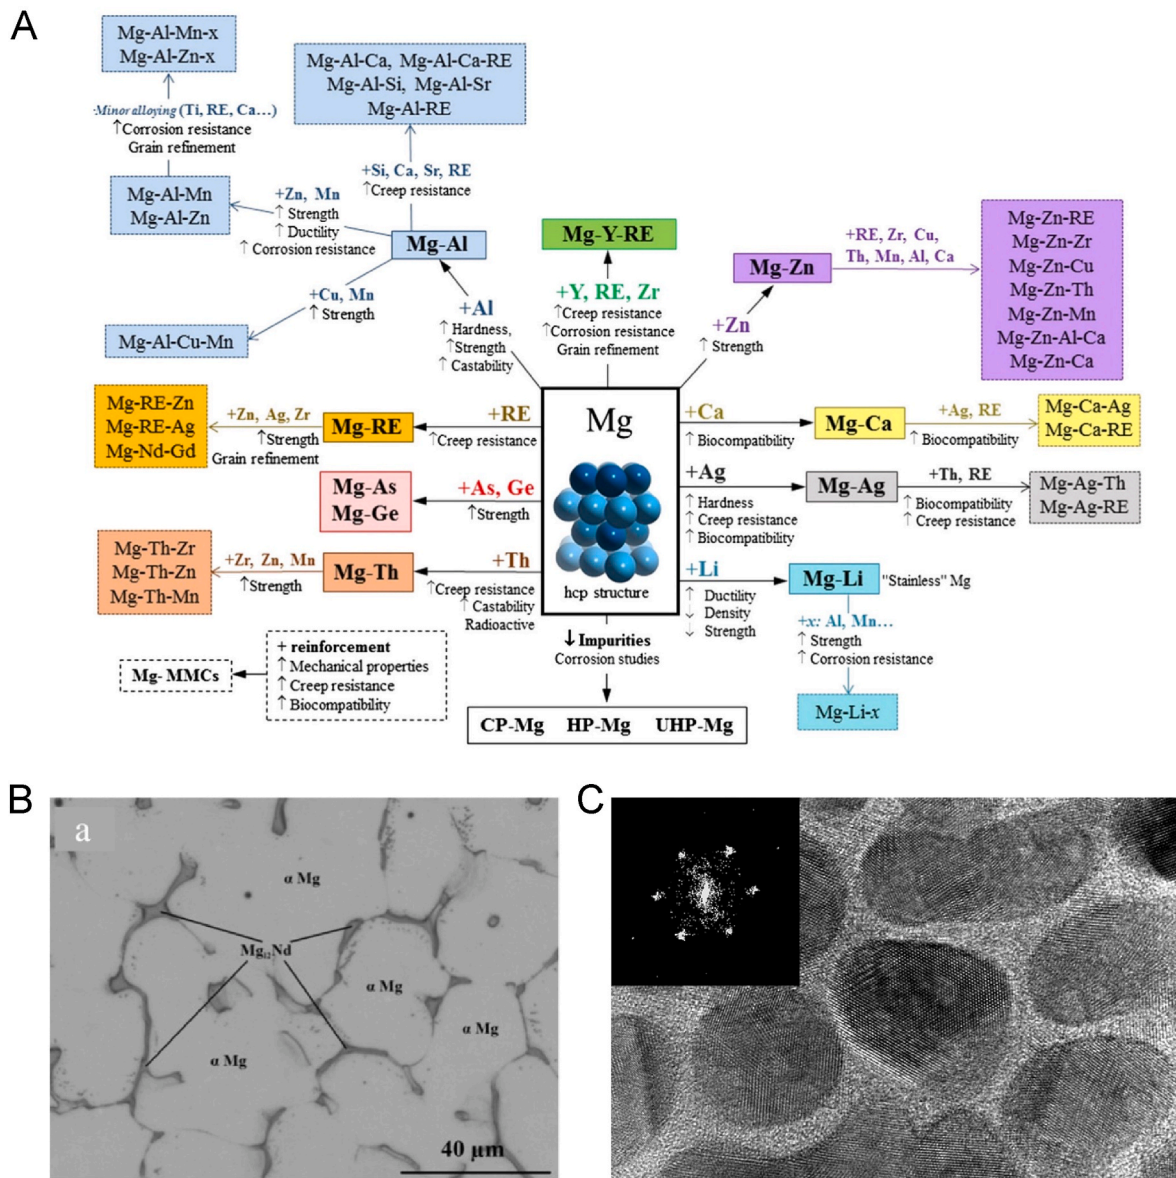 A
Mg-Al-Mn-x
Mg-Al-Zn-x
Minor alloying (Ti, RE, Ca…)
↑Corrosion resistance
Grain refinement
Mg-Al-Mn
Mg-Al-Zn
+Zn, Mn
↑ Strength
↑ Ductility
↑ Corrosion resistance
Mg-Al-Ca, Mg-Al-Ca-RE
Mg-Al-Si, Mg-Al-Sr
Mg-Al-RE
+Si, Ca, Sr, RE
↑Creep resistance
Mg-Al
+Cu, Mn
↑ Strength
Mg-Al-Cu-Mn
+Al
↑ Hardness,
↑Strength
↑ Castability
Mg-Y-RE
+Y, RE, Zr
↑Creep resistance
↑Corrosion resistance
Grain refinement
Mg-Zn
+Zn
↑ Strength
+RE, Zr, Cu,
Th, Mn, Al, Ca
Mg-Zn-RE
Mg-Zn-Zr
Mg-Zn-Cu
Mg-Zn-Th
Mg-Zn-Mn
Mg-Zn-Al-Ca
Mg-Zn-Ca
Mg-RE-Zn
Mg-RE-Ag
Mg-Nd-Gd
+Zn, Ag, Zr
↑Strength
Grain refinement
Mg-RE
+RE
↑Creep resistance
Mg-As
Mg-Ge
+As, Ge
↑Strength
Mg-Th-Zr
Mg-Th-Zn
Mg-Th-Mn
+Zr, Zn, Mn
↑Strength
Mg-Th
+Th
↑Creep resistance
↑ Castability
Radioactive
Mg
hcp structure
+Ca
↑ Biocompatibility
Mg-Ca
+Ag, RE
↑ Biocompatibility
Mg-Ca-Ag
Mg-Ca-RE
+Ag
↑ Hardness
↑ Creep resistance
↑ Biocompatibility
Mg-Ag
+Th, RE
↑ Biocompatibility
↑ Creep resistance
Mg-Ag-Th
Mg-Ag-RE
+Li
↑ Ductility
↓ Density
↓ Strength
Mg-Li
"Stainless" Mg
+x: Al, Mn…
↑ Strength
↑ Corrosion resistance
Mg-Li-x
Mg-MMCs
+ reinforcement
↑ Mechanical properties
↑ Creep resistance
↑ Biocompatibility
↓ Impurities
Corrosion studies
CP-Mg HP-Mg UHP-Mg
B
a
α Mg
Mg₁₂Nd
α Mg
α Mg
α Mg
40 μm
C